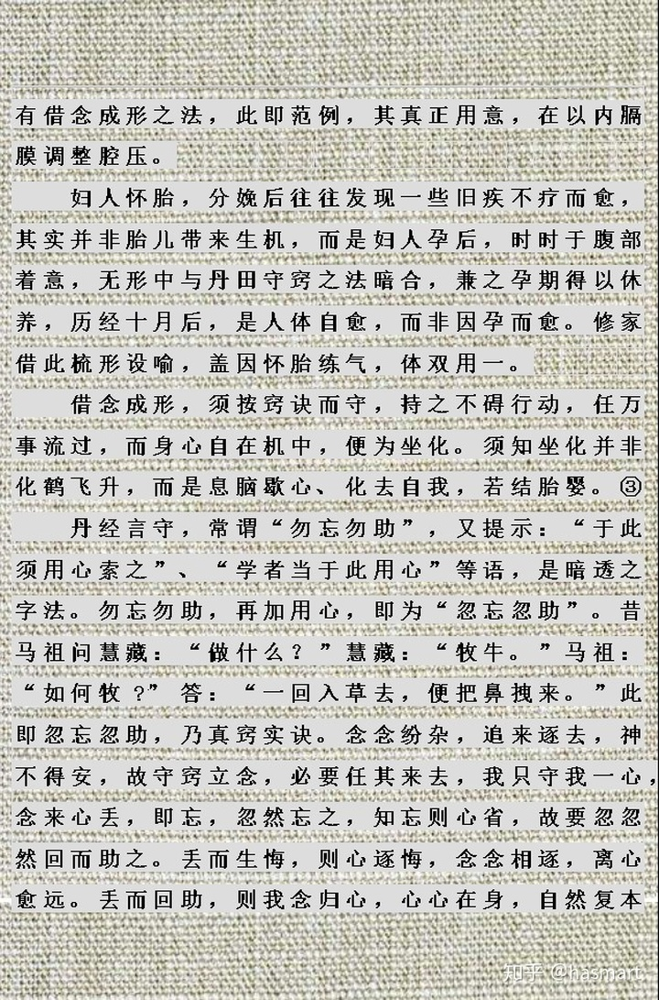 有借念成形之法，此即范例，其真正用意，在以内膈
膜调整腔压。
妇人怀胎，分娩后往往发现一些旧疾不疗而愈，
其实并非胎儿带来生机，而是妇人孕后，时时于腹部
着意，无形中与丹田守窍之法暗合，兼之孕期得以休
养，历经十月后，是人体自愈，而非因孕而愈。修家
借此梳形设喻，盖因怀胎练气，体双用一。
借念成形，须按窍诀而守，持之不碍行动，任万
事流过，而身心自在机中，便为坐化。须知坐化并非
化鹤飞升，而是息脑歇心、化去自我，若结胎婴。③
丹经言守，常谓“勿忘勿助”，又提示：“于此
须用心索之”、“学者当于此用心”等语，是暗透之
字法。勿忘勿助，再加用心，即为“忽忘忽助”。昔
马祖问慧藏：“做什么？”慧藏：“牧牛。”马祖：
“如何牧?” 答：“一回入草去，便把鼻拽来。”此
即忽忘忽助，乃真窍实诀。念念纷杂，追来逐去，神
不得安，故守窍立念，必要任其来去，我只守我一心，
念来心丢，即忘，忽然忘之，知忘则心省，故要忽忽
然回而助之。丢而生悔，则心逐悔，念念相逐，离心
愈远。丢而回助，则我念归心，心心在身，自然复本
知乎 @hasmart